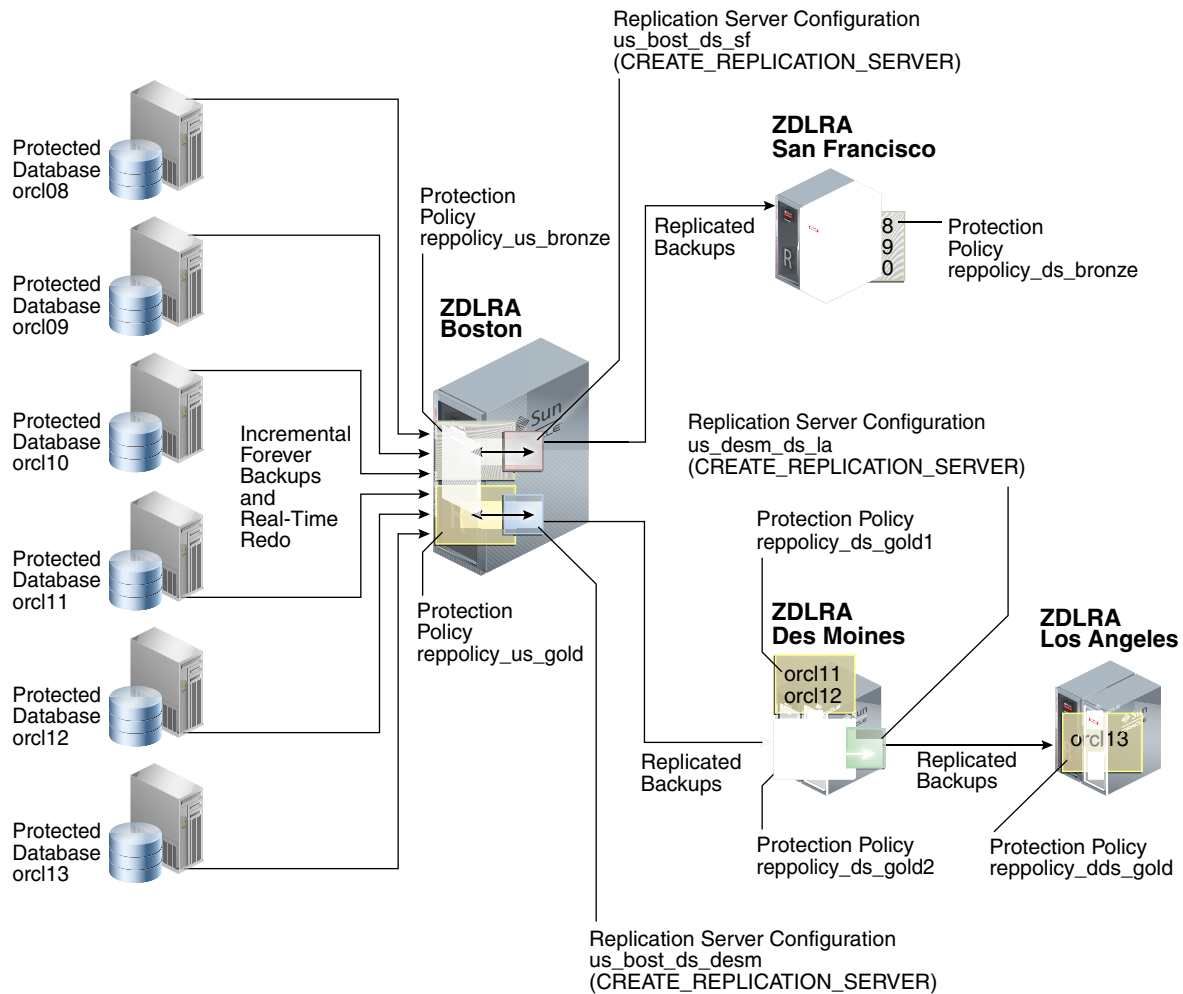 Replication Server Configuration
us_bost_ds_sf
(CREATE_REPLICATION_SERVER)
Protected
Database
orcl08
ZDLRA
San Francisco
Protection
Policy
reppolicy_us_bronze
Replicated
Backups
8
9
0
Protection
Policy
reppolicy_ds_bronze
R
Protected
Database
orcl09
ZDLRA
Boston
Sun
Protected
Database
orcl10
Incremental
Forever
Backups
and
Real-Time
Redo
Replication Server Configuration
us_desm_ds_la
(CREATE_REPLICATION_SERVER)
Protected
Database
orcl11
Protection Policy
reppolicy_ds_gold1
Protection
Policy
reppolicy_us_gold
ZDLRA
Des Moines
ZDLRA
Los Angeles
orcl11
orcl12
Sun
Protected
Database
orcl12
orcl13
Replicated
Backups
Replicated
Backups
Protected
Database
orcl13
Protection Policy
reppolicy_ds_gold2
Protection Policy
reppolicy_dds_gold
Replication Server Configuration
us_bost_ds_desm
(CREATE_REPLICATION_SERVER)